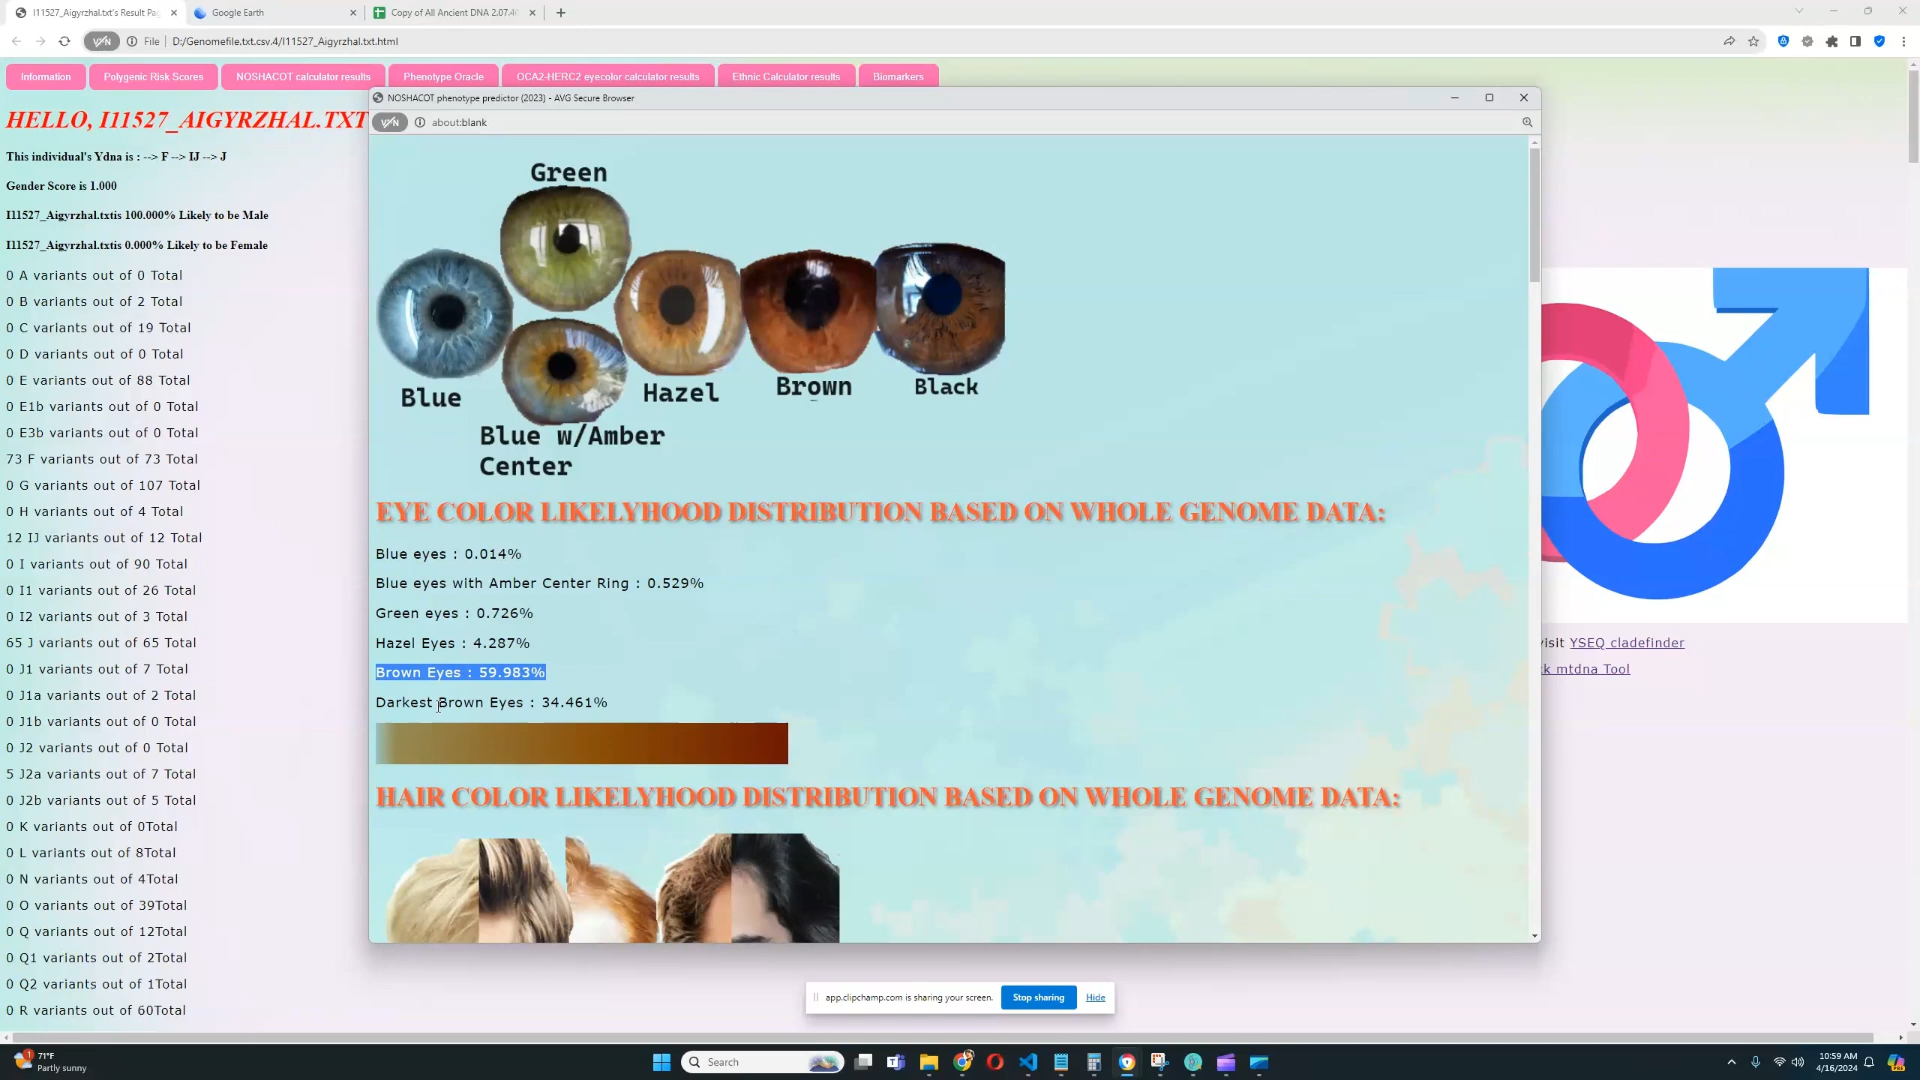 I11527_Aigyrzhal.txt's Result Pa
Google Earth
Copy of All Ancient DNA 2.07.4
File
D:/Genomefile.txt.csv.4/I11527_Aigyrzhal.txt.html
Information
Polygenic Risk Scores
NOSHACOT calculator results
Phenotype Oracle
OCA2-HERC2 eyecolor calculator results
Ethnic Calculator results
Biomarkers
HELLO, I11527_AIGYRZHAL.TXT
This individual's Ydna is : --> F --> IJ --> J
Gender Score is 1.000
I11527_Aigyrzhal.txtis 100.000% Likely to be Male
I11527_Aigyrzhal.txtis 0.000% Likely to be Female
0 A variants out of 0 Total
0 B variants out of 2 Total
0 C variants out of 19 Total
0 D variants out of 0 Total
0 E variants out of 88 Total
0 E1b variants out of 0 Total
0 E3b variants out of 0 Total
73 F variants out of 73 Total
0 G variants out of 107 Total
0 H variants out of 4 Total
12 IJ variants out of 12 Total
0 I variants out of 90 Total
0 I1 variants out of 26 Total
0 I2 variants out of 3 Total
65 J variants out of 65 Total
0 J1 variants out of 7 Total
0 J1a variants out of 2 Total
0 J1b variants out of 0 Total
0 J2 variants out of 0 Total
5 J2a variants out of 7 Total
0 J2b variants out of 5 Total
0 K variants out of 0Total
0 L variants out of 8Total
0 N variants out of 4Total
0 O variants out of 39Total
0 Q variants out of 12Total
0 Q1 variants out of 2Total
0 Q2 variants out of 1Total
0 R variants out of 60Total
NOSHACOT phenotype predictor (2023) - AVG Secure Browser
VPN
about:blank
Green
Blue
Hazel
Brown
Black
Blue w/Amber
Center
EYE COLOR LIKELYHOOD DISTRIBUTION BASED ON WHOLE GENOME DATA:
Blue eyes : 0.014%
Blue eyes with Amber Center Ring : 0.529%
Green eyes : 0.726%
Hazel Eyes : 4.287%
Brown Eyes : 59.983%
Darkest Brown Eyes : 34.461%
HAIR COLOR LIKELYHOOD DISTRIBUTION BASED ON WHOLE GENOME DATA:
visit YSEQ cladefinder
k mtdna Tool
app.clipchamp.com is sharing your screen.
Stop sharing
Hide
1
71°F
Partly sunny
Search
10:59 AM
4/16/2024